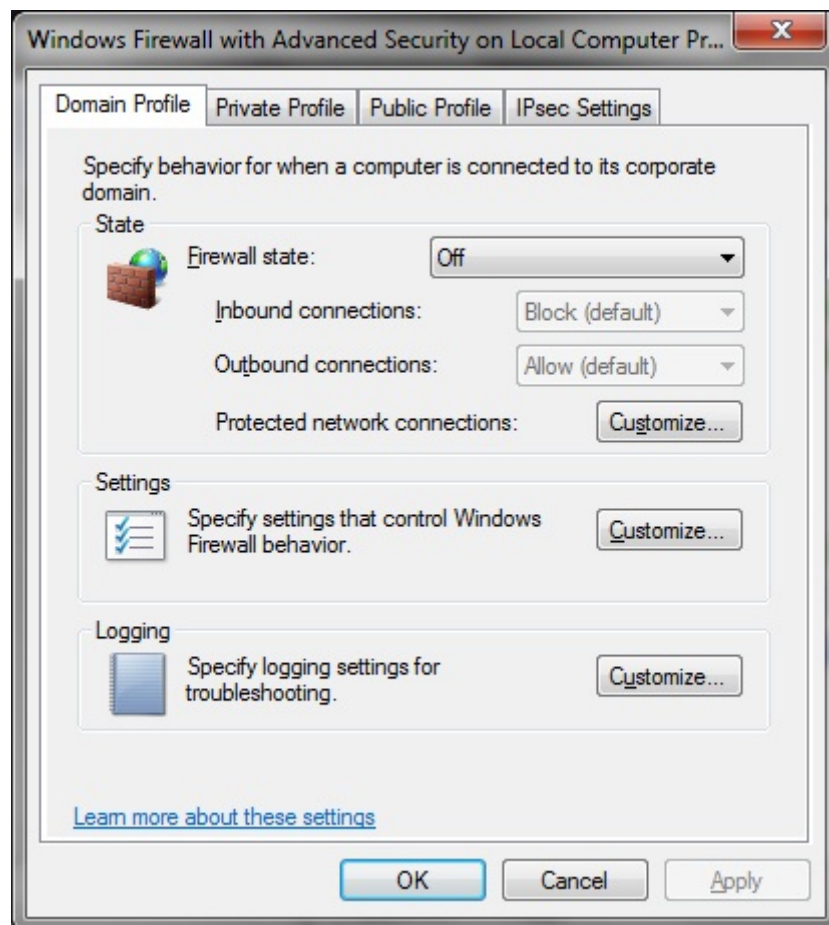 Windows Firewall with Advanced Security on Local Computer Pr...
Domain Profile Private Profile Public Profile IPsec Settings
Specify behavior for when a computer is connected to its corporate
domain.
State
Firewall state: Off
Inbound connections: Block (default)
Outbound connections: Allow (default)
Protected network connections: Customize...
Settings
Specify settings that control Windows
Firewall behavior.
Customize...
Logging
Specify logging settings for
troubleshooting.
Customize...
Learn more about these settings
OK Cancel Apply